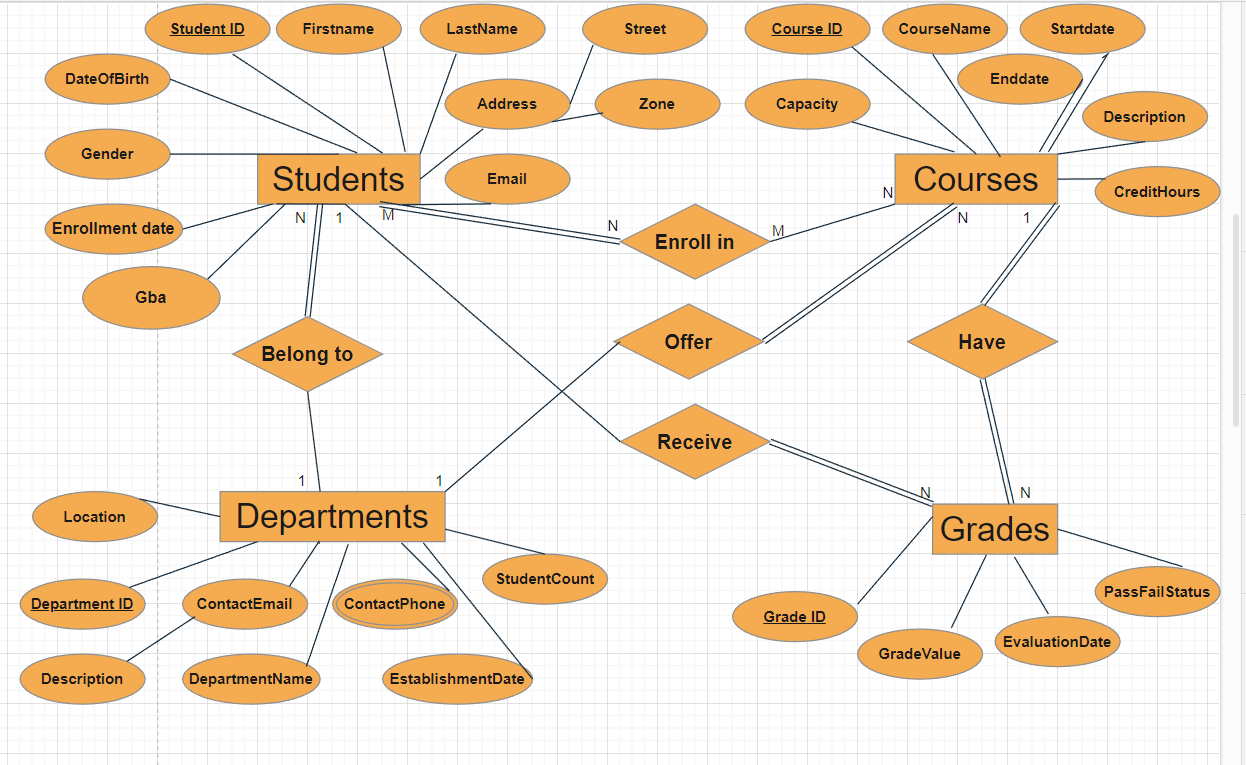 Student ID
Firstname
LastName
Street
Course ID
CourseName
Startdate
DateOfBirth
Address
Zone
Capacity
Enddate
Description
Gender
Students
Email
Courses
CreditHours
Enrollment date
N
1
M
N
Enroll in
M
N
N
1
Gba
Belong to
Offer
Have
Receive
1
1
N
N
Location
Departments
Grades
Department ID
ContactEmail
ContactPhone
StudentCount
Grade ID
PassFailStatus
Description
DepartmentName
EstablishmentDate
GradeValue
EvaluationDate